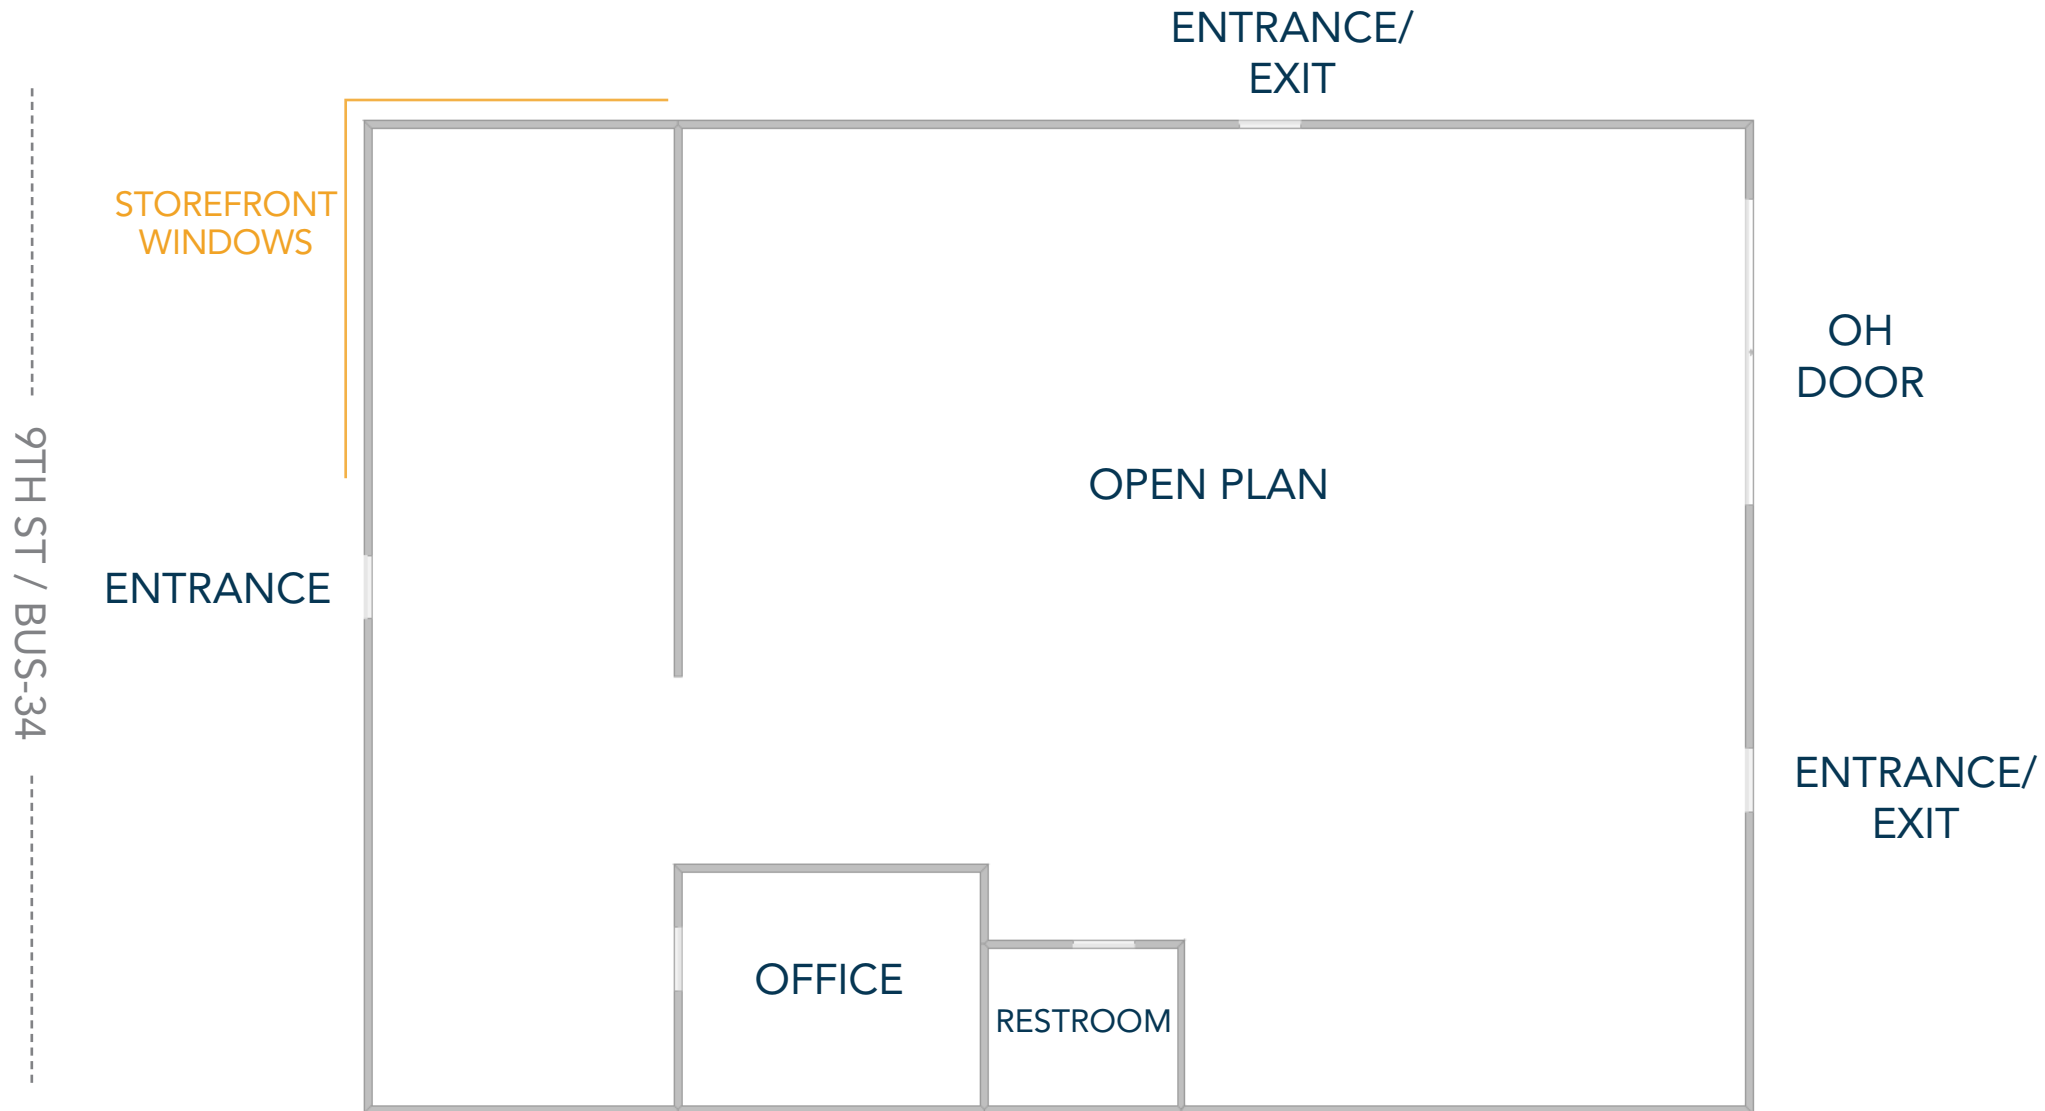 ENTRANCE/
EXIT
STOREFRONT
WINDOWS
OH
DOOR
9TH ST / BUS-34
OPEN PLAN
ENTRANCE
ENTRANCE/
EXIT
OFFICE
RESTROOM